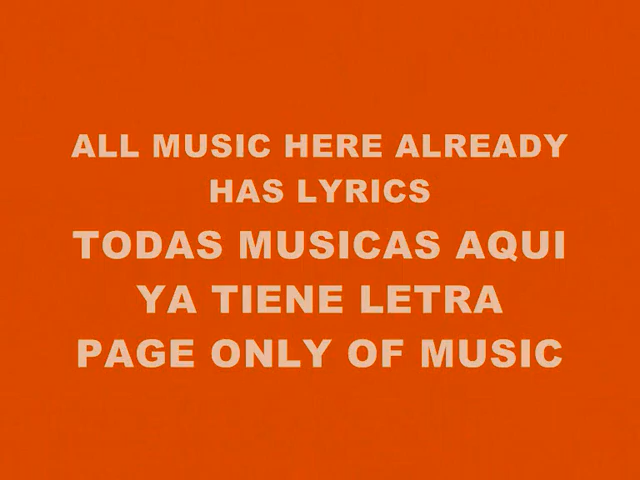 ALL MUSIC HERE ALREADY
HAS LYRICS
TODAS MUSICAS AQUI
YA TIENE LETRA
PAGE ONLY OF MUSIC